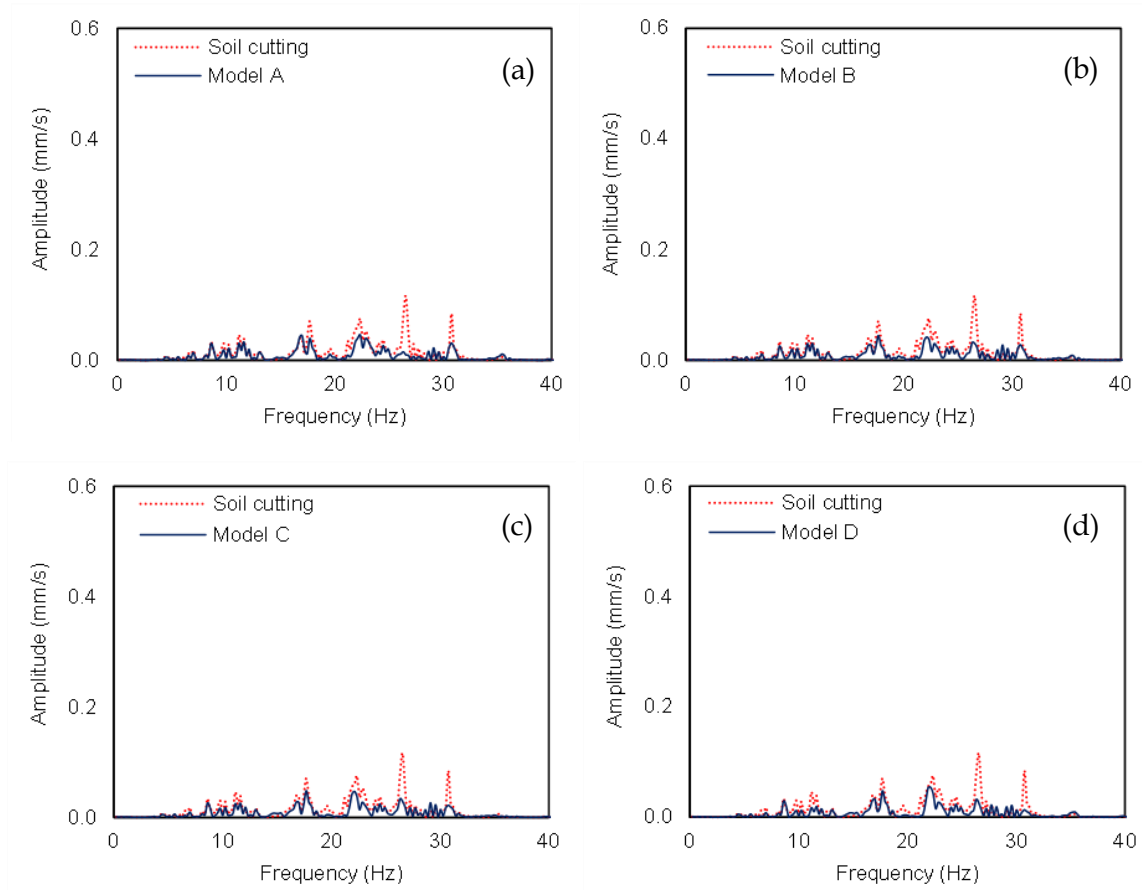 0.6
Soil cutting
Model A
(a)
0.4
0.2
0.0
Amplitude (mm/s)
0 10 20 30 40
Frequency (Hz)
0.6
Soil cutting
Model B
(b)
0.4
0.2
0.0
Amplitude (mm/s)
0 10 20 30 40
Frequency (Hz)
0.6
Soil cutting
Model C
(c)
0.4
0.2
0.0
Amplitude (mm/s)
0 10 20 30 40
Frequency (Hz)
0.6
Soil cutting
Model D
(d)
0.4
0.2
0.0
Amplitude (mm/s)
0 10 20 30 40
Frequency (Hz)